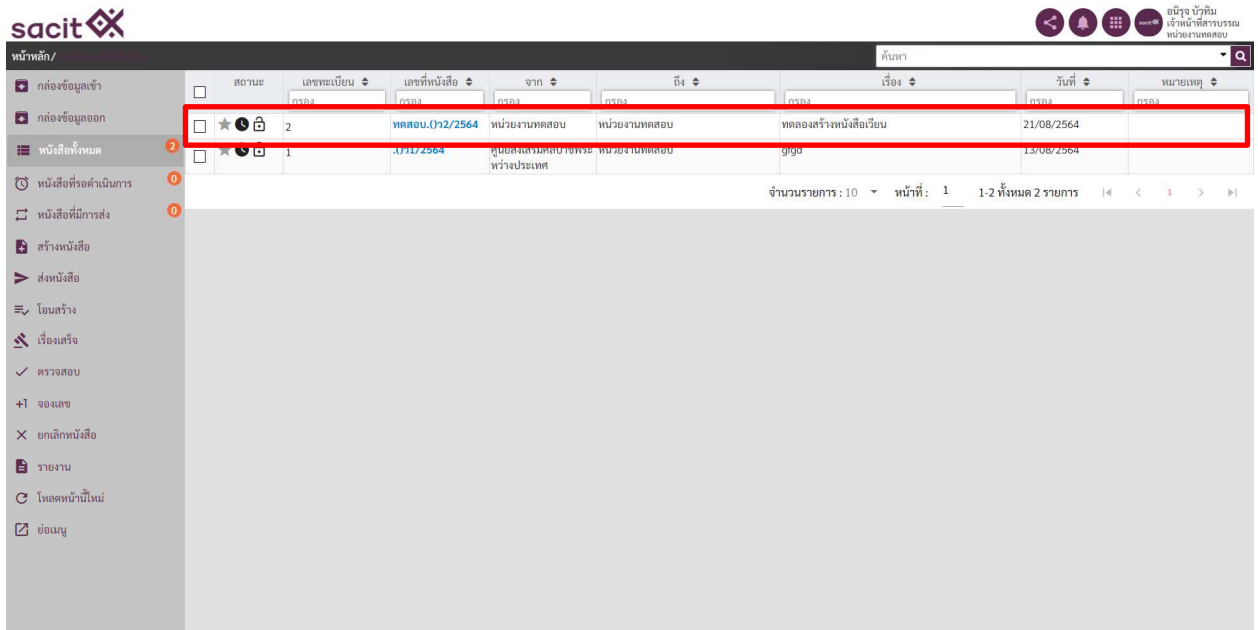 sacit
อนิรุจ บัวทิม
เจ้าหน้าที่สารบรรณ
หน่วยงานทดสอบ
หน้าหลัก/
ค้นหา
กล่องข้อมูลเข้า
กล่องข้อมูลออก
หนังสือทั้งหมด 2
หนังสือที่รอดำเนินการ 0
หนังสือที่มีการส่ง 0
สร้างหนังสือ
ส่งหนังสือ
โอนสร้าง
เรื่องเสร็จ
ตรวจสอบ
+1 จองเลข
ยกเลิกหนังสือ
รายงาน
โหลดหน้านี้ใหม่
ย่อเมนู
สถานะ เลขทะเบียน เลขที่หนังสือ จาก ถึง เรื่อง วันที่ หมายเหตุ
กรอง กรอง กรอง กรอง กรอง กรอง กรอง
2 ทดสอบ.()ว2/2564 หน่วยงานทดสอบ หน่วยงานทดสอบ ทดลองสร้างหนังสือเวียน 21/08/2564
1 .()ว1/2564 ศูนย์ส่งเสริมศิลปาชีพระ หน่วยงานทดสอบ gfgd 13/08/2564
หว่างประเทศ
จำนวนรายการ : 10 หน้าที่ : 1 1-2 ทั้งหมด 2 รายการ 1